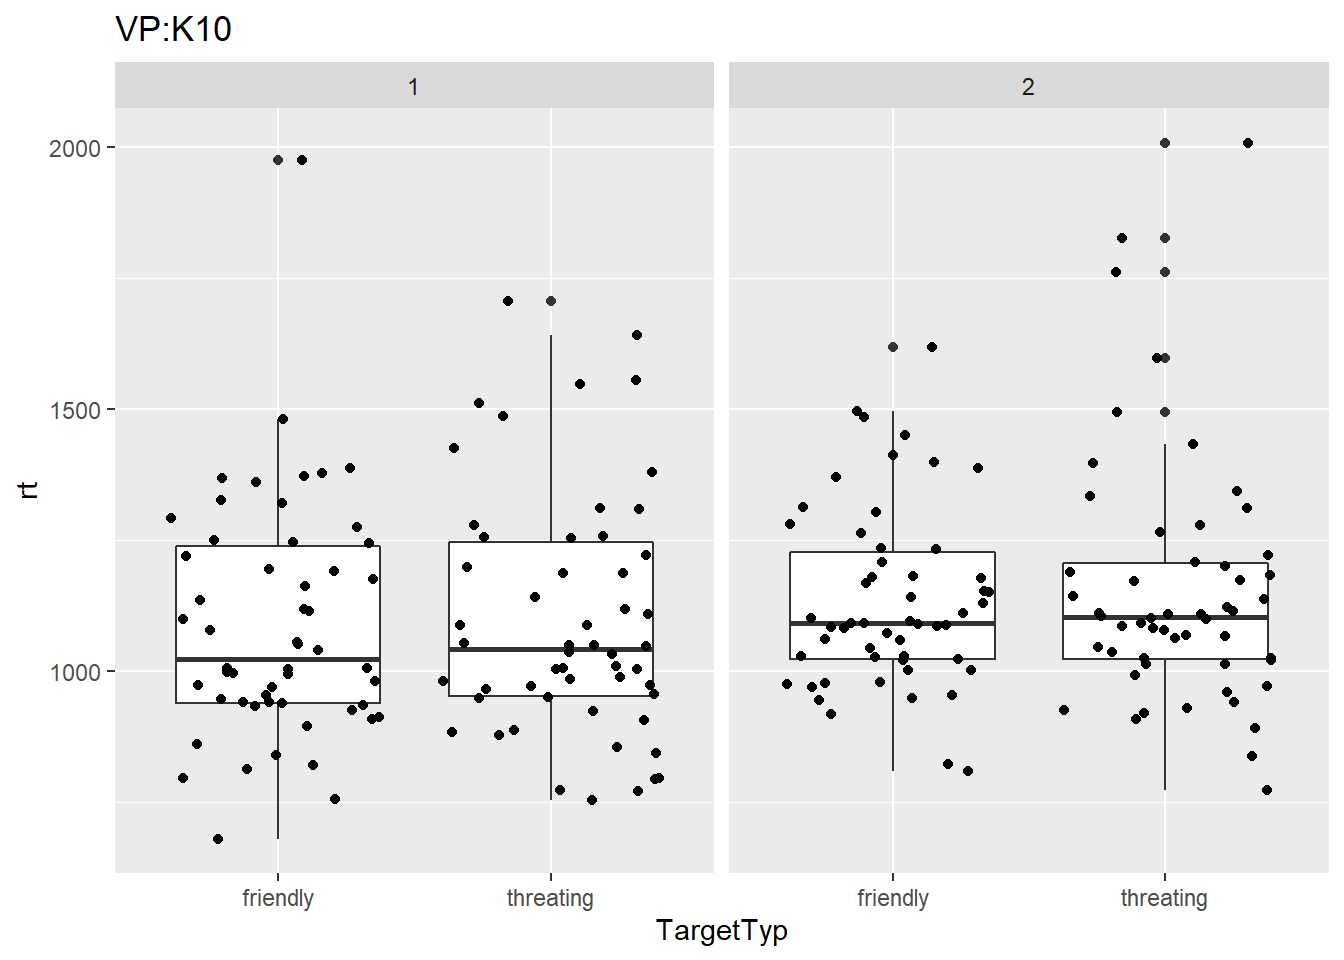 VP:K10
1
2
2000
1500
1000
rt
friendly
threating
friendly
threating
TargetTyp